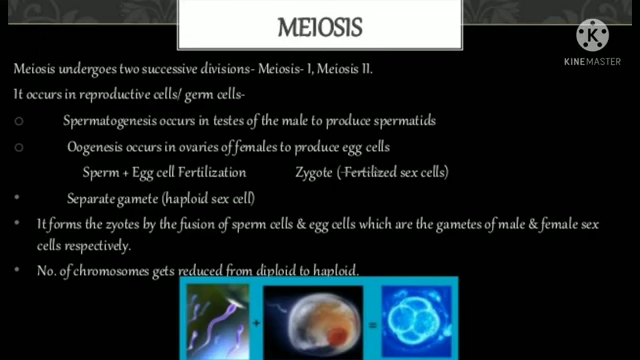 MEIOSIS
KINEMASTER
Meiosis undergoes two successive divisions- Meiosis- I, Meiosis II.
It occurs in reproductive cells/ germ cells-
Spermatogenesis occurs in testes of the male to produce spermatids
Oogenesis occurs in ovaries of females to produce egg cells
Sperm + Egg cell Fertilization Zygote ( Fertilized sex cells)
Separate gamete (haploid sex cell)
It forms the zyotes by the fusion of sperm cells & egg cells which are the gametes of male & female sex
cells respectively.
No. of chromosomes gets reduced from diploid to haploid.
+ =